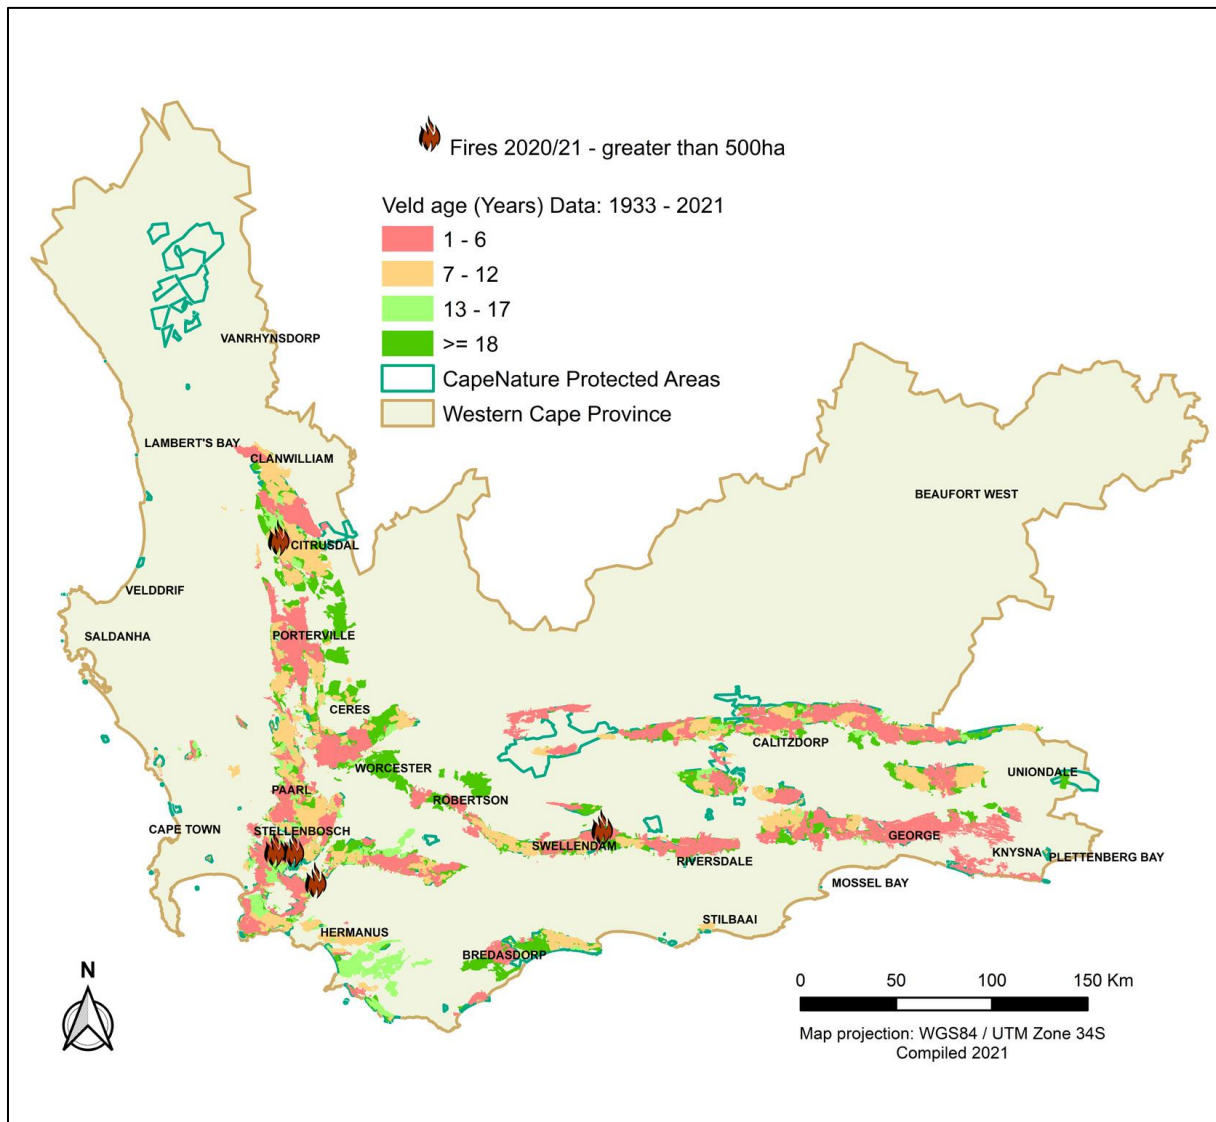 Fires 2020/21 - greater than 500ha
Veld age (Years) Data: 1933 - 2021
1 - 6
7 - 12
13 - 17
>= 18
CapeNature Protected Areas
Western Cape Province
VANRHYNSDORP
LAMBERT'S BAY
CLANWILLIAM
BEAUFORT WEST
CITRUSDAL
VELDDRIF
SALDANHA
PORTERVILLE
CERES
CALITZDORP
WORCESTER
UNIONDALE
PAARL
ROBERTSON
CAPE TOWN
STELLENBOSCH
GEORGE
SWELLENDAM
KNYSNA
PLETTENBERG BAY
RIVERSDALE
MOSSEL BAY
STILBAAI
HERMANUS
BREDASDORP
N
0 50 100 150 Km
Map projection: WGS84 / UTM Zone 34S
Compiled 2021